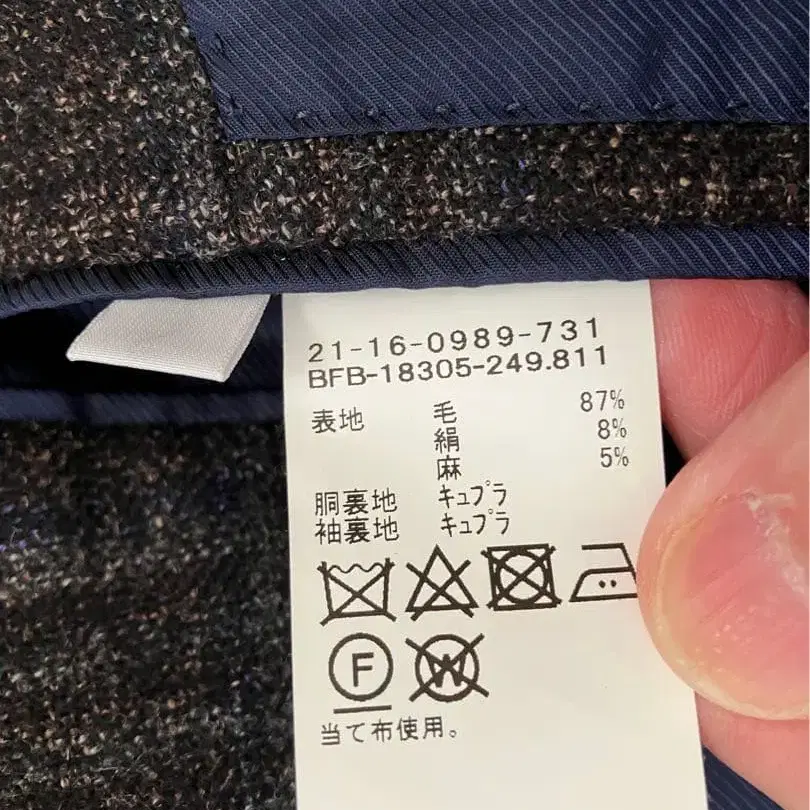 21-16-0989-731
BFB-18305-249.811
表地 毛 87%
絹 8%
麻 5%
胴裏地 ｷｭﾌﾟﾗ
袖裏地 ｷｭﾌﾟﾗ
F W
当て布使用。